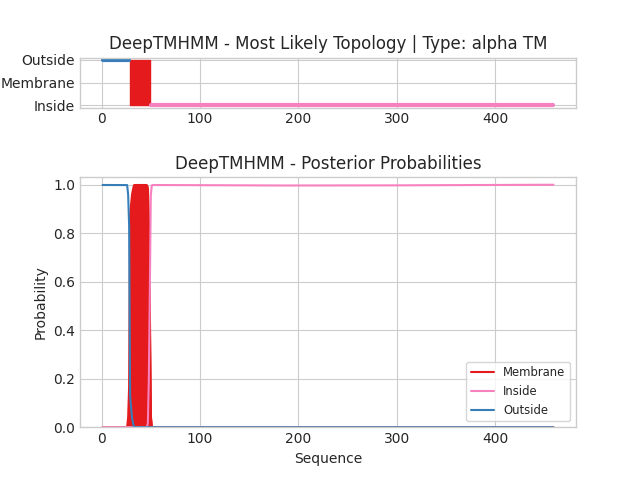 DeepTMHMM - Most Likely Topology | Type: alpha TM
Outside
Membrane
Inside
0 100 200 300 400
DeepTMHMM - Posterior Probabilities
1.0
0.8
0.6
0.4
0.2
0.0
Probability
Membrane
Inside
Outside
0 100 200 300 400
Sequence